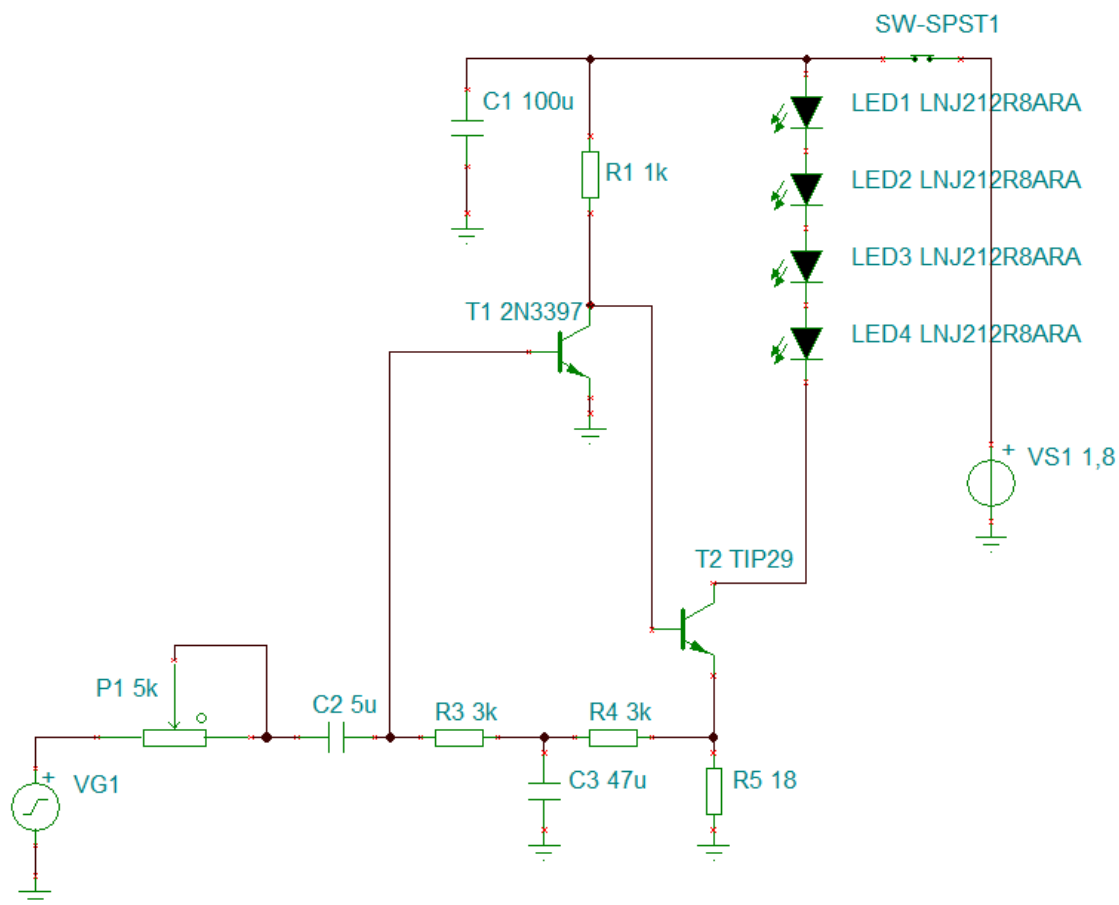 SW-SPST1
C1 100u
LED1 LNJ212R8ARA
R1 1k
LED2 LNJ212R8ARA
LED3 LNJ212R8ARA
T1 2N3397
LED4 LNJ212R8ARA
+
VS1 1,8
T2 TIP29
P1 5k
C2 5u
R3 3k
R4 3k
+
VG1
C3 47u
R5 18